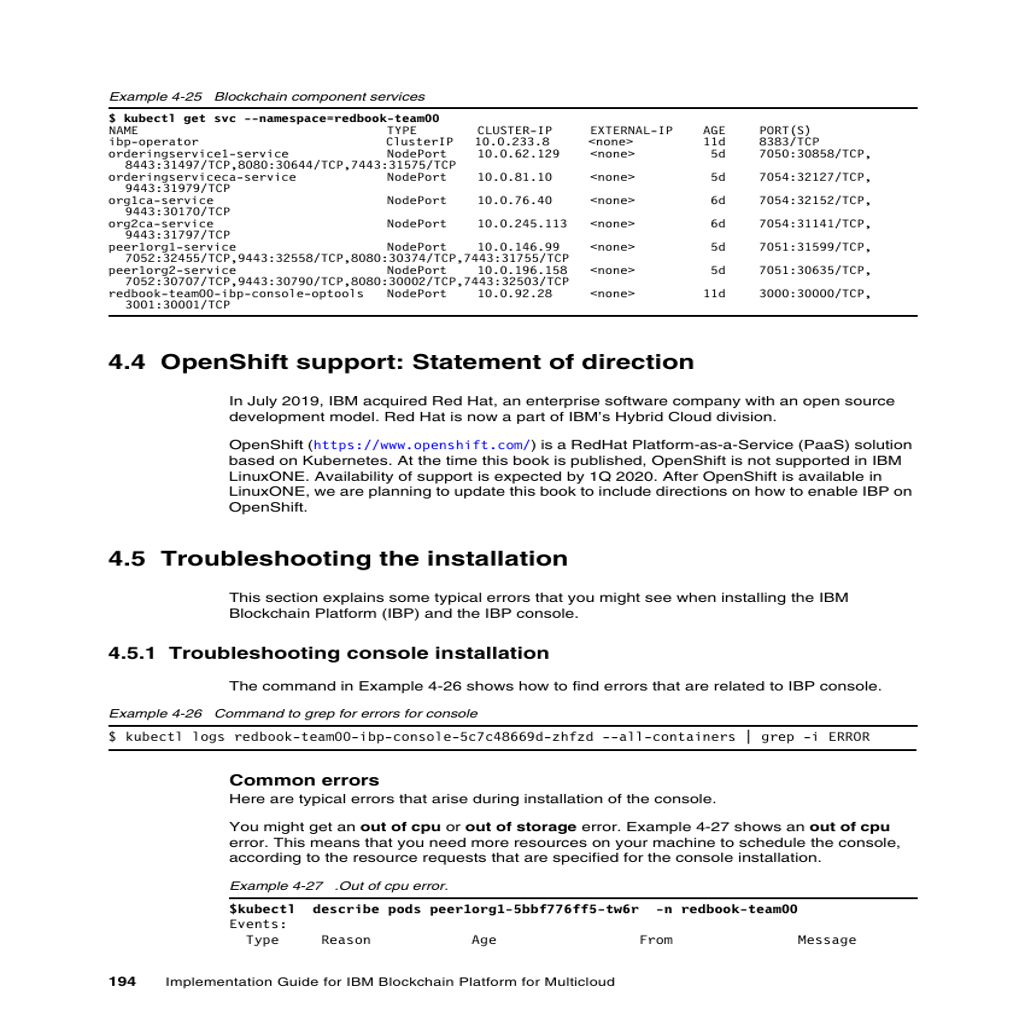 Example 4-25   Blockchain component services
$ kubectl get svc --namespace=redbook-team00
NAME TYPE CLUSTER-IP EXTERNAL-IP AGE PORT(S)
ibp-operator ClusterIP 10.0.233.8 <none> 11d 8383/TCP
orderingservice1-service NodePort 10.0.62.129 <none> 5d 7050:30858/TCP,
8443:31497/TCP,8080:30644/TCP,7443:31575/TCP
orderingserviceca-service NodePort 10.0.81.10 <none> 5d 7054:32127/TCP,
9443:31979/TCP
org1ca-service NodePort 10.0.76.40 <none> 6d 7054:32152/TCP,
9443:30170/TCP
org2ca-service NodePort 10.0.245.113 <none> 6d 7054:31141/TCP,
9443:31797/TCP
peer1org1-service NodePort 10.0.146.99 <none> 5d 7051:31599/TCP,
7052:32455/TCP,9443:32558/TCP,8080:30374/TCP,7443:31755/TCP
peer1org2-service NodePort 10.0.196.158 <none> 5d 7051:30635/TCP,
7052:30707/TCP,9443:30790/TCP,8080:30002/TCP,7443:32503/TCP
redbook-team00-ibp-console-optools NodePort 10.0.92.28 <none> 11d 3000:30000/TCP,
3001:30001/TCP
4.4 OpenShift support: Statement of direction
In July 2019, IBM acquired Red Hat, an enterprise software company with an open source
development model. Red Hat is now a part of IBM's Hybrid Cloud division.
OpenShift (https://www.openshift.com/) is a RedHat Platform-as-a-Service (PaaS) solution
based on Kubernetes. At the time this book is published, OpenShift is not supported in IBM
LinuxONE. Availability of support is expected by 1Q 2020. After OpenShift is available in
LinuxONE, we are planning to update this book to include directions on how to enable IBP on
OpenShift.
4.5 Troubleshooting the installation
This section explains some typical errors that you might see when installing the IBM
Blockchain Platform (IBP) and the IBP console.
4.5.1 Troubleshooting console installation
The command in Example 4-26 shows how to find errors that are related to IBP console.
Example 4-26   Command to grep for errors for console
$ kubectl logs redbook-team00-ibp-console-5c7c48669d-zhfzd --all-containers | grep -i ERROR
Common errors
Here are typical errors that arise during installation of the console.
You might get an out of cpu or out of storage error. Example 4-27 shows an out of cpu
error. This means that you need more resources on your machine to schedule the console,
according to the resource requests that are specified for the console installation.
Example 4-27   .Out of cpu error.
$kubectl describe pods peer1org1-5bbf776ff5-tw6r -n redbook-team00
Events:
Type Reason Age From Message
194 Implementation Guide for IBM Blockchain Platform for Multicloud